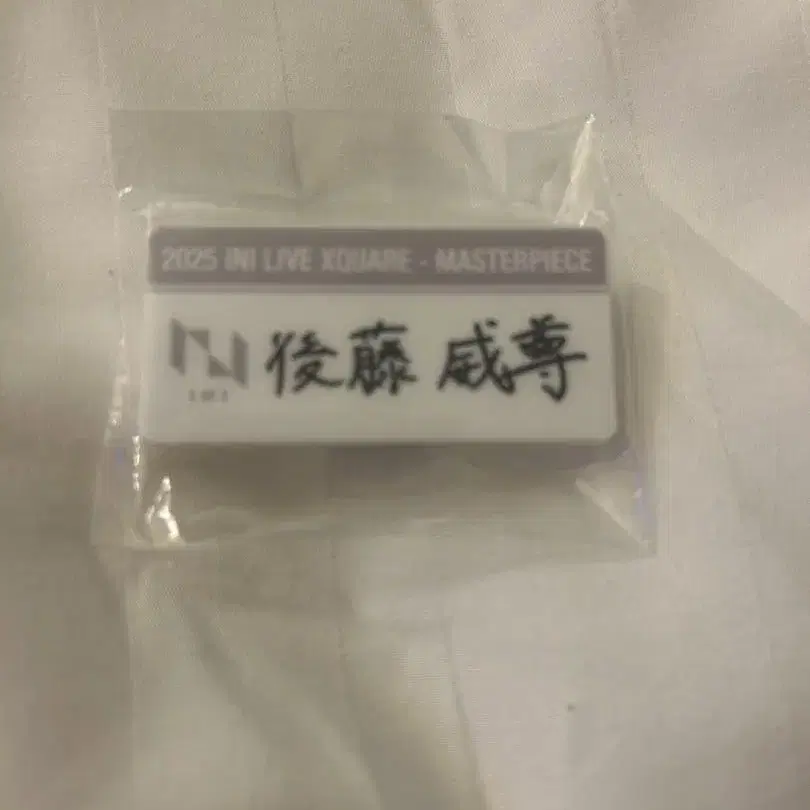 2025 INI LIVE XQUARE - MASTERPIECE
INI
後藤 威尊